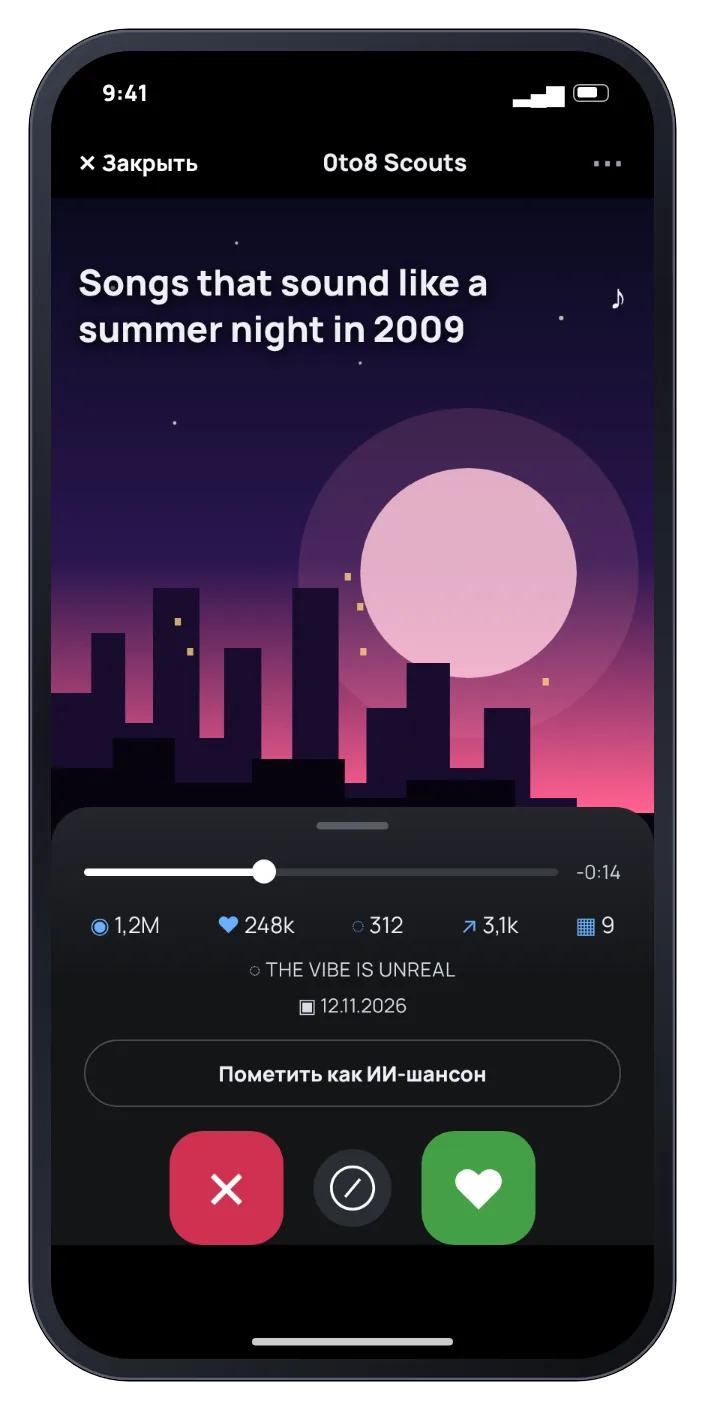 9:41
✕ Закрыть 0to8 Scouts ...
Songs that sound like a
summer night in 2009
♪
-0:14
1,2M 248k 312 3,1k 9
THE VIBE IS UNREAL
12.11.2026
Пометить как ИИ-шансон